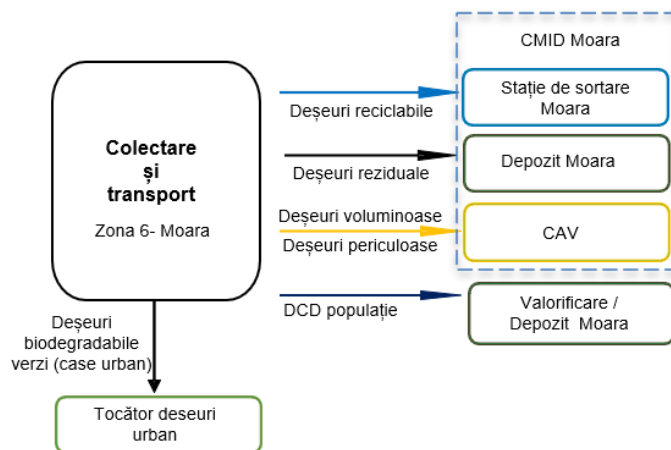 CMID Moara
Colectare
și
transport
Zona 6- Moara
Deșeuri reciclabile
Stație de sortare
Moara
Deșeuri reziduale
Depozit Moara
Deșeuri voluminoase
Deșeuri periculoase
CAV
DCD populație
Valorificare /
Depozit Moara
Deșeuri
biodegradabile
verzi (case urban)
Tocător deseuri
urban